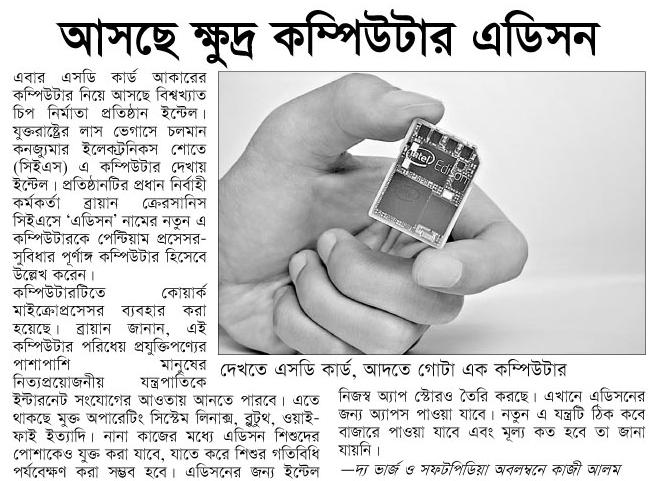 আসছে ক্ষুদ্র কম্পিউটার এডিসন
এবার এসডি কার্ড আকারের
কম্পিউটার নিয়ে আসছে বিশ্বখ্যাত
চিপ নির্মাতা প্রতিষ্ঠান ইন্টেল।
যুক্তরাষ্ট্রের লাস ভেগাসে চলমান
কনজ্যুমার ইলেকট্রনিকস শোতে
(সিইএস) এ কম্পিউটার দেখায়
ইন্টেল। প্রতিষ্ঠানটির প্রধান নির্বাহী
কর্মকর্তা ব্রায়ান ক্রেরসানিস
সিইএসে ‘এডিসন’ নামের নতুন এ
কম্পিউটারকে পেন্টিয়াম প্রসেসর-
সুবিধার পূর্ণাঙ্গ কম্পিউটার হিসেবে
উল্লেখ করেন।
কম্পিউটারটিতে কোয়ার্ক
মাইক্রোপ্রসেসর ব্যবহার করা
হয়েছে। ব্রায়ান জানান, এই
কম্পিউটার পরিধেয় প্রযুক্তিপণ্যের
পাশাপাশি মানুষের
নিত্যপ্রয়োজনীয় যন্ত্রপাতিকে
ইন্টারনেট সংযোগের আওতায় আনতে পারবে। এতে
থাকছে মুক্ত অপারেটিং সিস্টেম লিনাক্স, ব্লুটুথ, ওয়াই-
ফাই ইত্যাদি। নানা কাজের মধ্যে এডিসন শিশুদের
পোশাকেও যুক্ত করা যাবে, যাতে করে শিশুর গতিবিধি
পর্যবেক্ষণ করা সম্ভব হবে। এডিসনের জন্য ইন্টেল
intel Edison
দেখতে এসডি কার্ড, আদতে গোটা এক কম্পিউটার
নিজস্ব অ্যাপ স্টোরও তৈরি করছে। এখানে এডিসনের
জন্য অ্যাপস পাওয়া যাবে। নতুন এ যন্ত্রটি ঠিক কবে
বাজারে পাওয়া যাবে এবং মূল্য কত হবে তা জানা
যায়নি।
—দ্য ভার্জ ও সফটপিডিয়া অবলম্বনে কাজী আলম